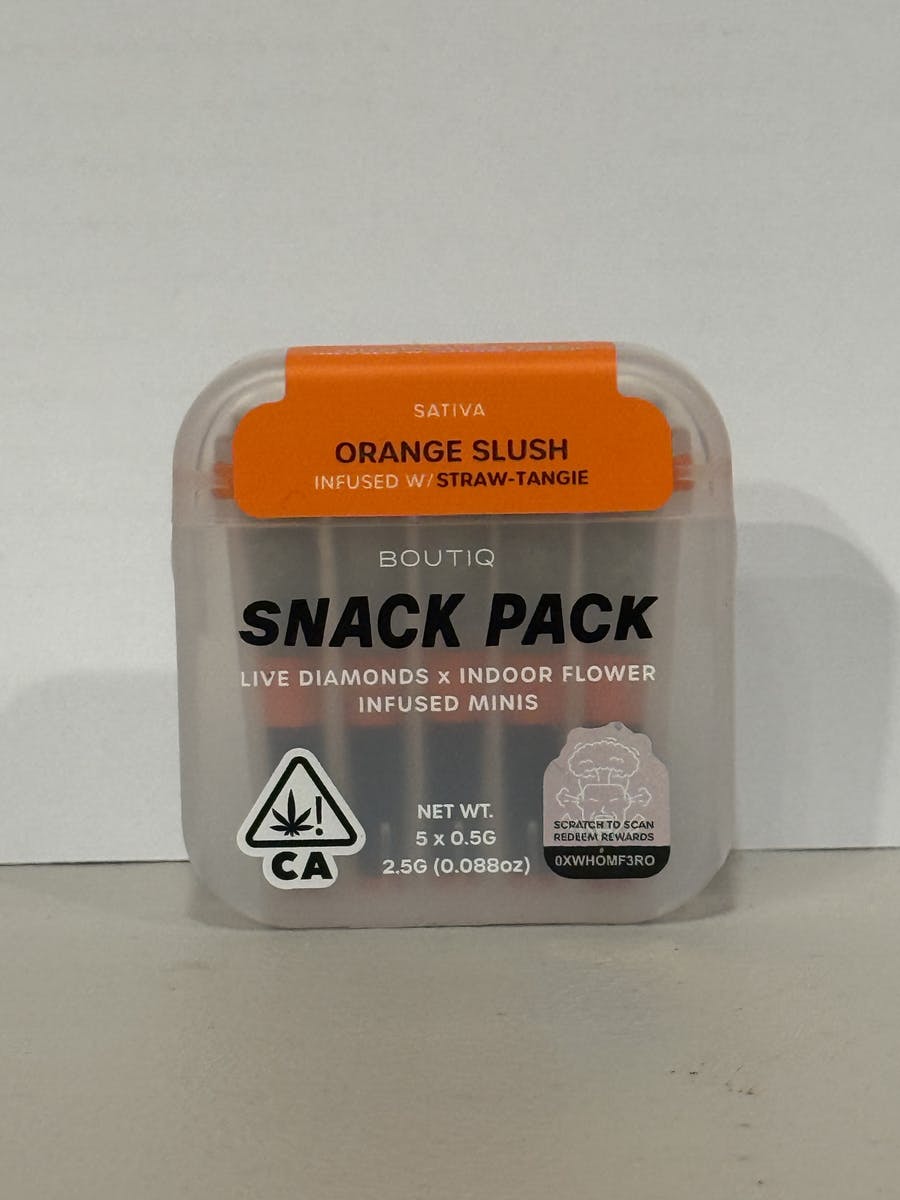 SATIVA
ORANGE SLUSH
INFUSED W/STRAW-TANGIE
BOUTIQ
SNACK PACK
LIVE DIAMONDS x INDOOR FLOWER
INFUSED MINIS
NET WT.
5 x 0.5G
2.5G (0.088oz)
CA
SCRATCH TO SCAN
REDEEM REWARDS
0XWHOMF3RO